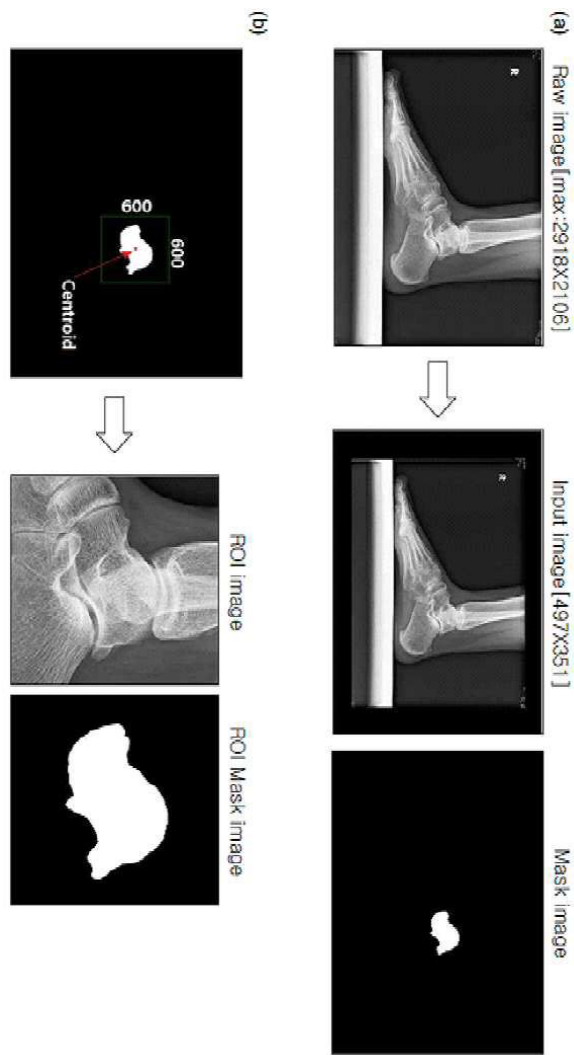 (a)
Raw image[max:2918X2106]
Input image[497X351]
Mask image
R
R
(b)
600
600
Centroid
ROI image
ROI Mask image